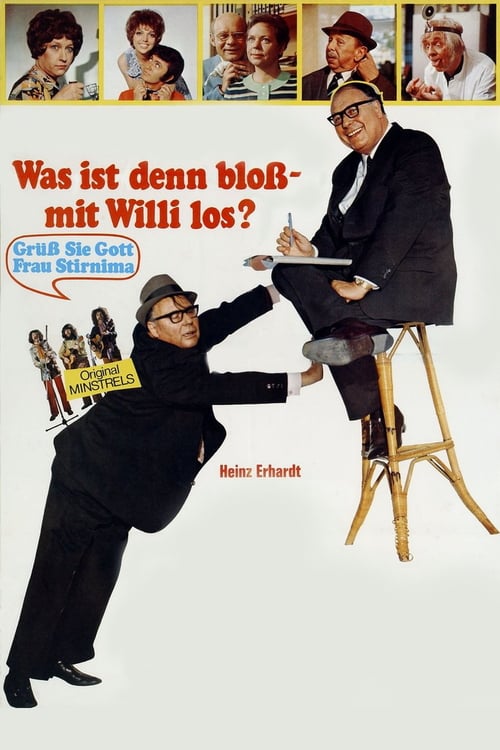 Was ist denn bloß-
mit Willi los?
Grüß Sie Gott
Frau Stirnima
Original
MINSTRELS
Heinz Erhardt